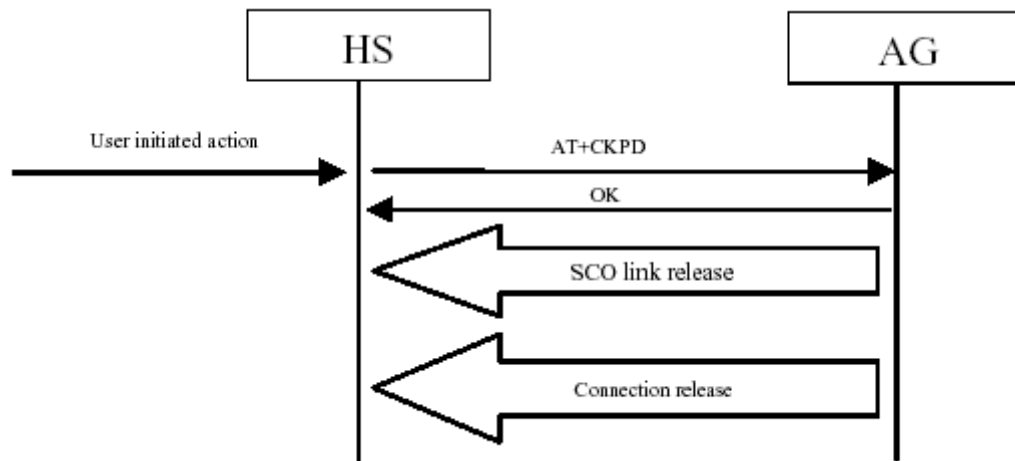 HS
AG
User initiated action
AT+CKPD
OK
SCO link release
Connection release